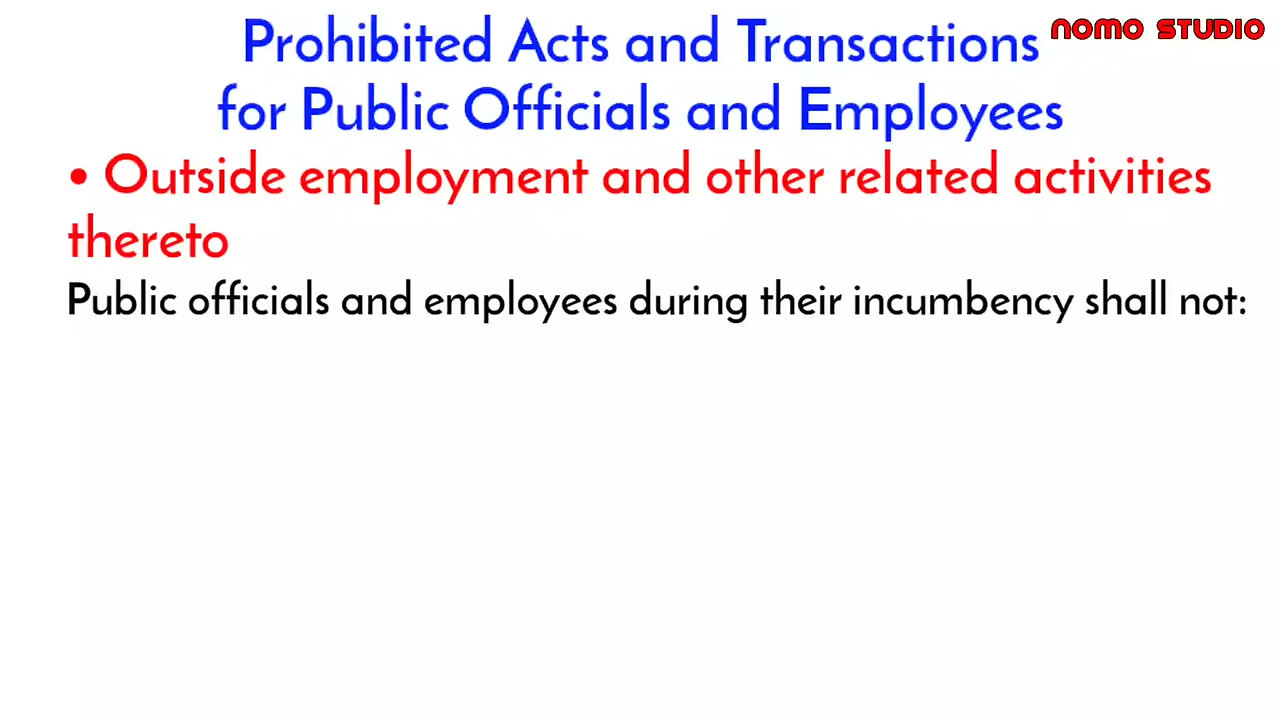 Prohibited Acts and Transactions
NOMO STUDIO
for Public Officials and Employees
• Outside employment and other related activities
thereto
Public officials and employees during their incumbency shall not: